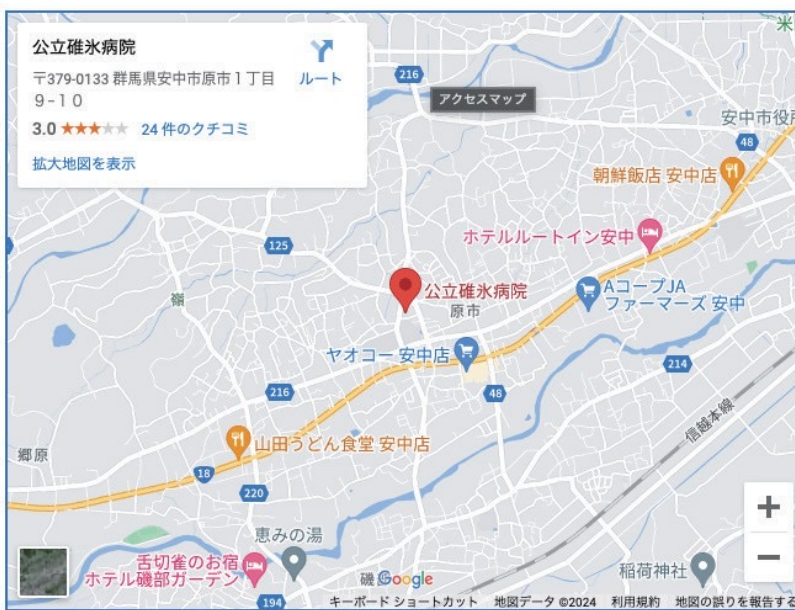 公立碓氷病院
〒379-0133 群馬県安中市原市1丁目
9-10
3.0 ★★★★★ 24 件のクチコミ
拡大地図を表示
ルート
米
216
アクセスマップ
安中市役所
48
朝鮮飯店 安中店
ホテルルートイン安中
125
AコープJA
ファーマーズ 安中
公立碓氷病院
原市
嶺
ヤオコー 安中店
214
216
48
信越本線
山田うどん食堂 安中店
郷原
18
220
恵みの湯
舌切雀のお宿
ホテル磯部ガーデン
磯
Google
稲荷神社
194
+
−
キーボード ショートカット 地図データ ©2024 利用規約 地図の誤りを報告する